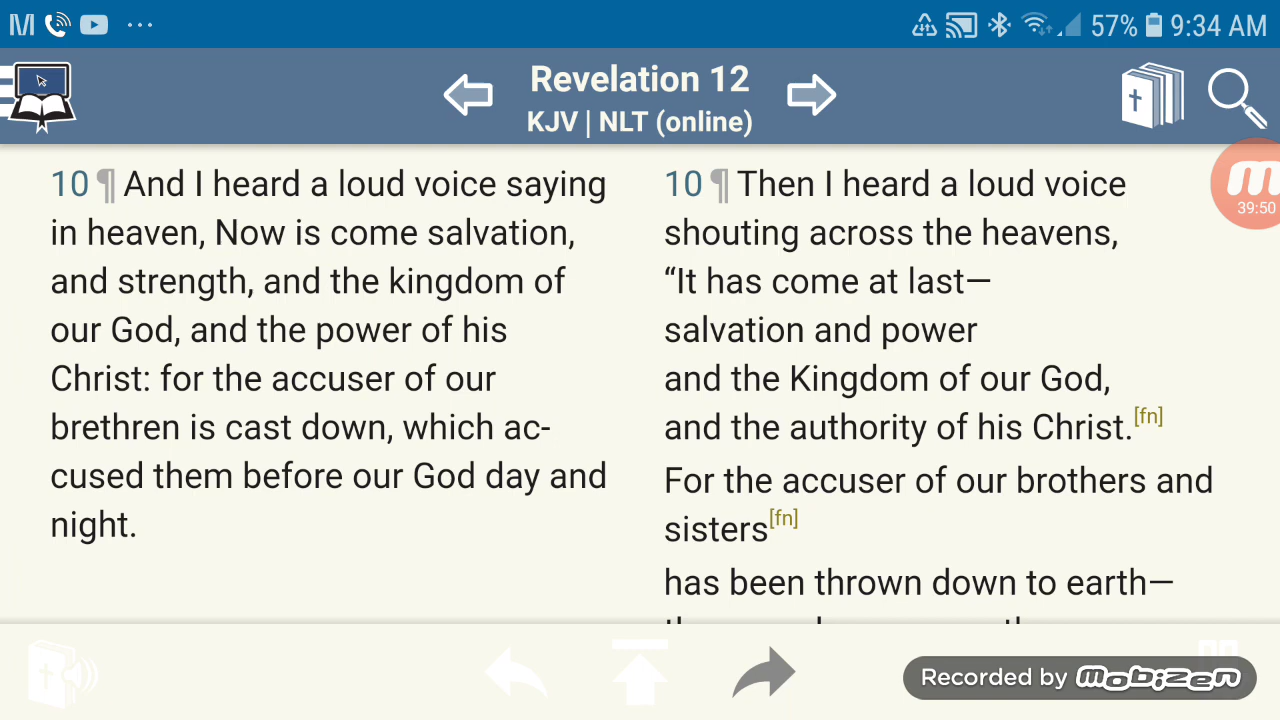 57% 9:34 AM
Revelation 12
KJV | NLT (online)
39:50
10 ¶ And I heard a loud voice saying
in heaven, Now is come salvation,
and strength, and the kingdom of
our God, and the power of his
Christ: for the accuser of our
brethren is cast down, which ac-
cused them before our God day and
night.
10 ¶ Then I heard a loud voice
shouting across the heavens,
“It has come at last—
salvation and power
and the Kingdom of our God,
and the authority of his Christ.[fn]
For the accuser of our brothers and
sisters[fn]
has been thrown down to earth—
Recorded by mobizen